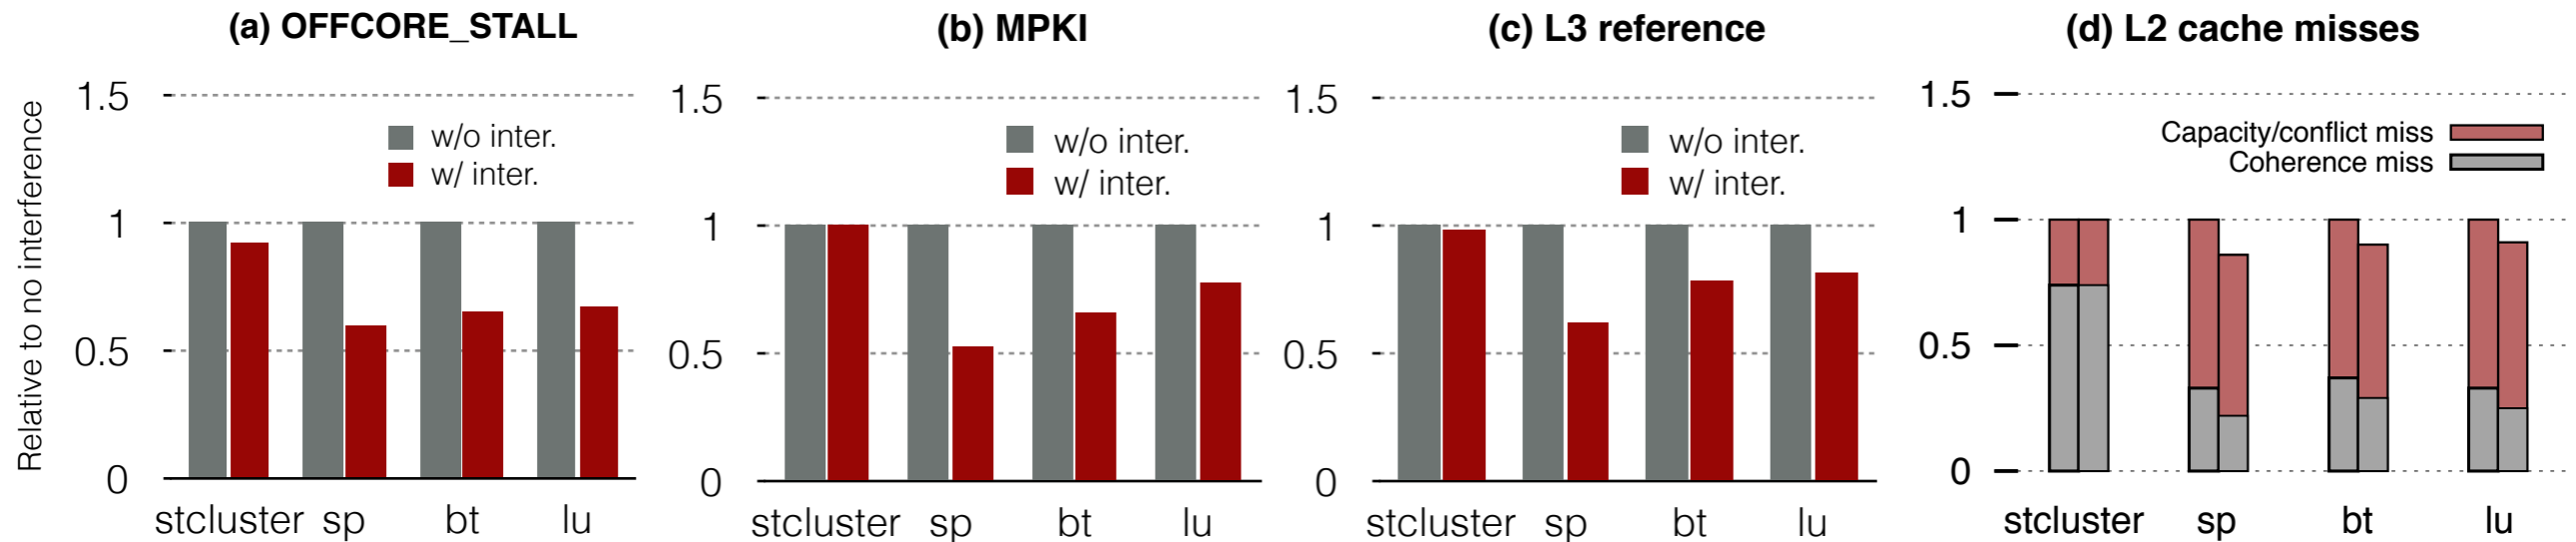 (a) OFFCORE_STALL
(b) MPKI
(c) L3 reference
(d) L2 cache misses
Relative to no interference
1.5
1
0.5
0
w/o inter.
w/ inter.
stcluster sp bt lu
1.5
1
0.5
0
w/o inter.
w/ inter.
stcluster sp bt lu
1.5
1
0.5
0
w/o inter.
w/ inter.
stcluster sp bt lu
1.5
1
0.5
0
Capacity/conflict miss
Coherence miss
stcluster sp bt lu